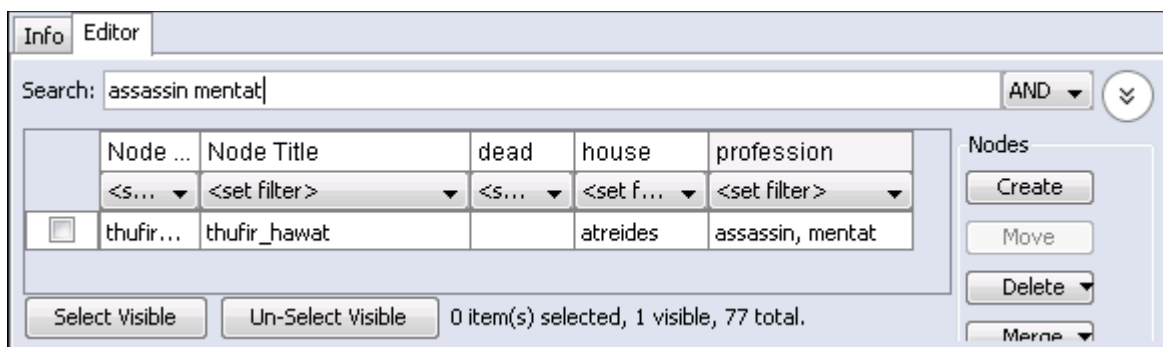 Info Editor
Search: assassin mentat AND
Node ... Node Title dead house profession Nodes
<s... <set filter> <s... <set f... <set filter> Create
thufir... thufir_hawat atreides assassin, mentat Move
Delete
Select Visible Un-Select Visible 0 item(s) selected, 1 visible, 77 total.
Merge